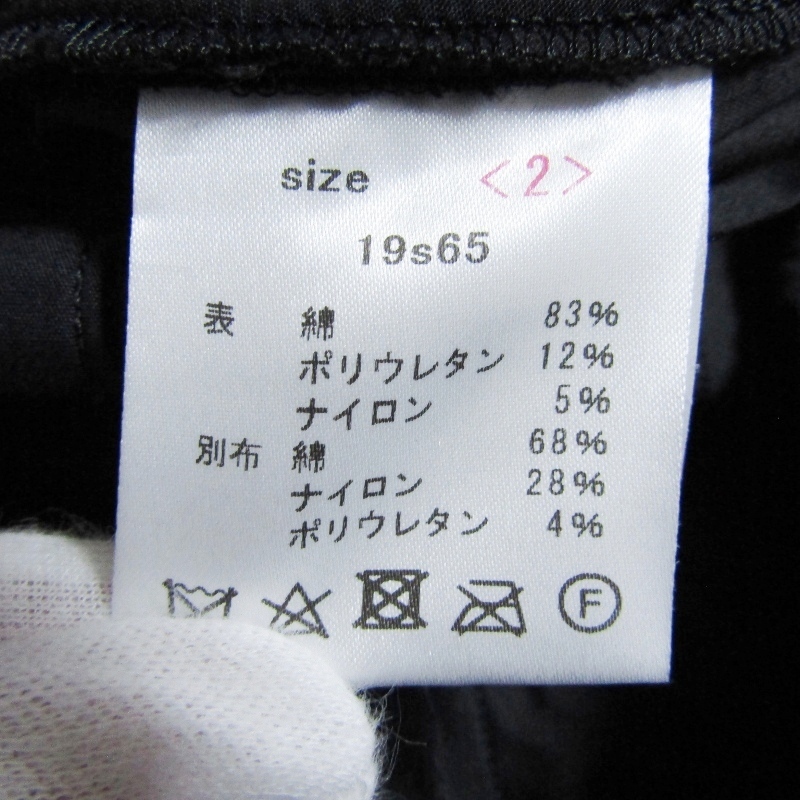 size <2>
19s65
表 綿 83%
ポリウレタン 12%
ナイロン 5%
別布 綿 68%
ナイロン 28%
ポリウレタン 4%
F